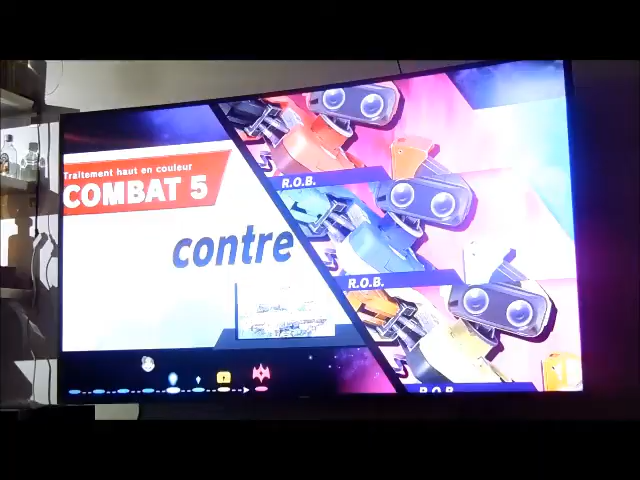 Traitement haut en couleur
COMBAT 5
contre
R.O.B.
R.O.B.
R.O.B.